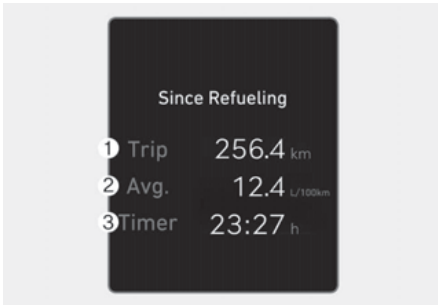 Since Refueling
1 Trip 256.4 km
2 Avg. 12.4 L/100km
3 Timer 23:27 h